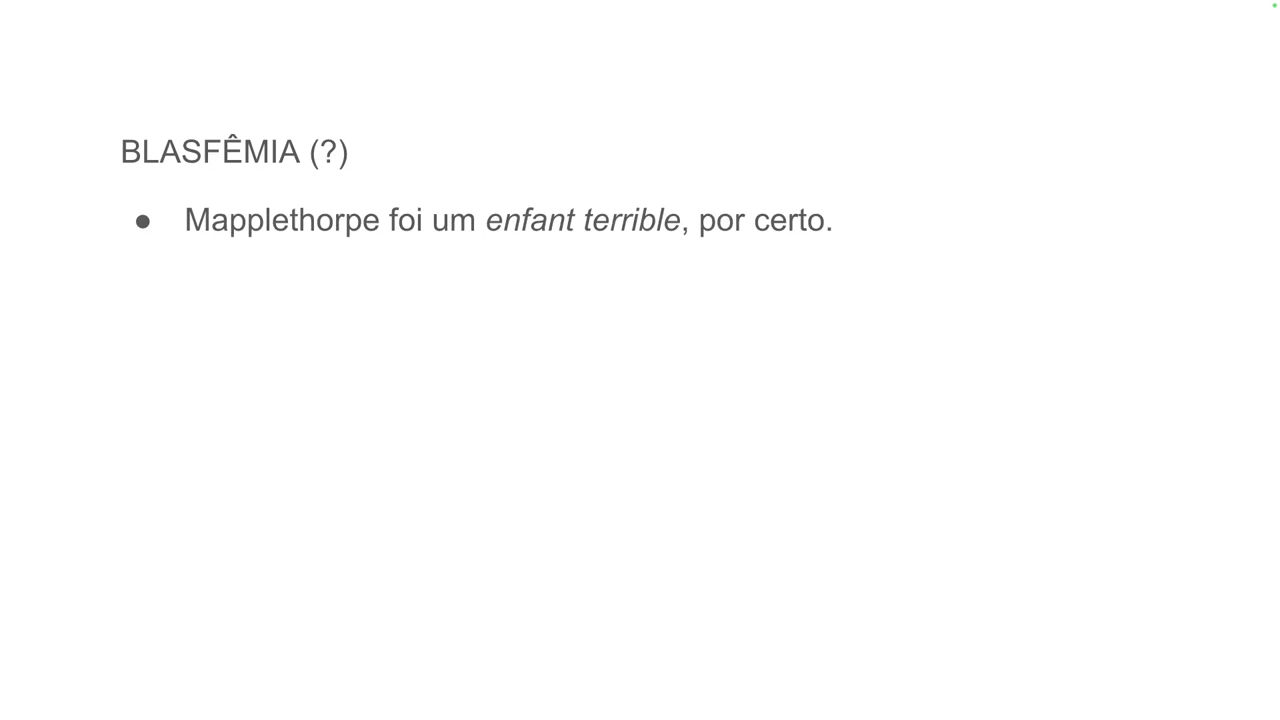 BLASFÊMIA (?)
● Mapplethorpe foi um enfant terrible, por certo.